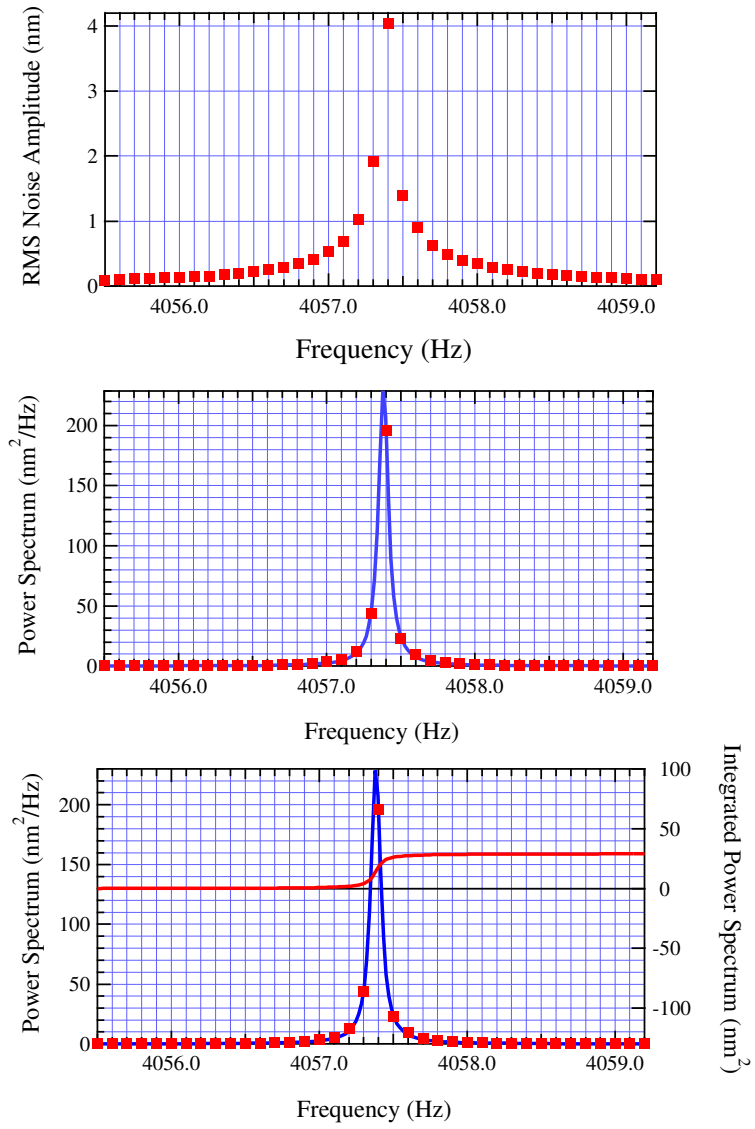 RMS Noise Amplitude (nm)
4
3
2
1
0
4056.0 4057.0 4058.0 4059.0
Frequency (Hz)
Power Spectrum (nm²/Hz)
200
150
100
50
0
4056.0 4057.0 4058.0 4059.0
Frequency (Hz)
Power Spectrum (nm²/Hz)
200
150
100
50
0
4056.0 4057.0 4058.0 4059.0
Frequency (Hz)
100
50
0
-50
-100
Integrated Power Spectrum (nm²)